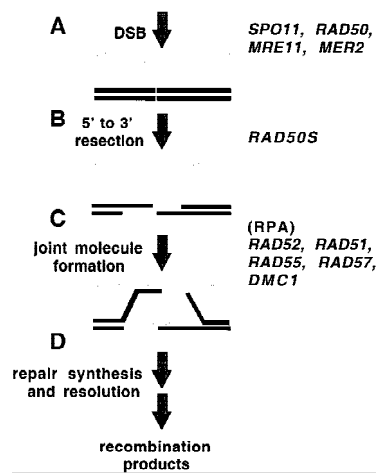 A
DSB
SPO11, RAD50,
MRE11, MER2
B
5' to 3'
resection
RAD50S
C
(RPA)
joint molecule
formation
RAD52, RAD51,
RAD55, RAD57,
DMC1
D
repair synthesis
and resolution
recombination
products